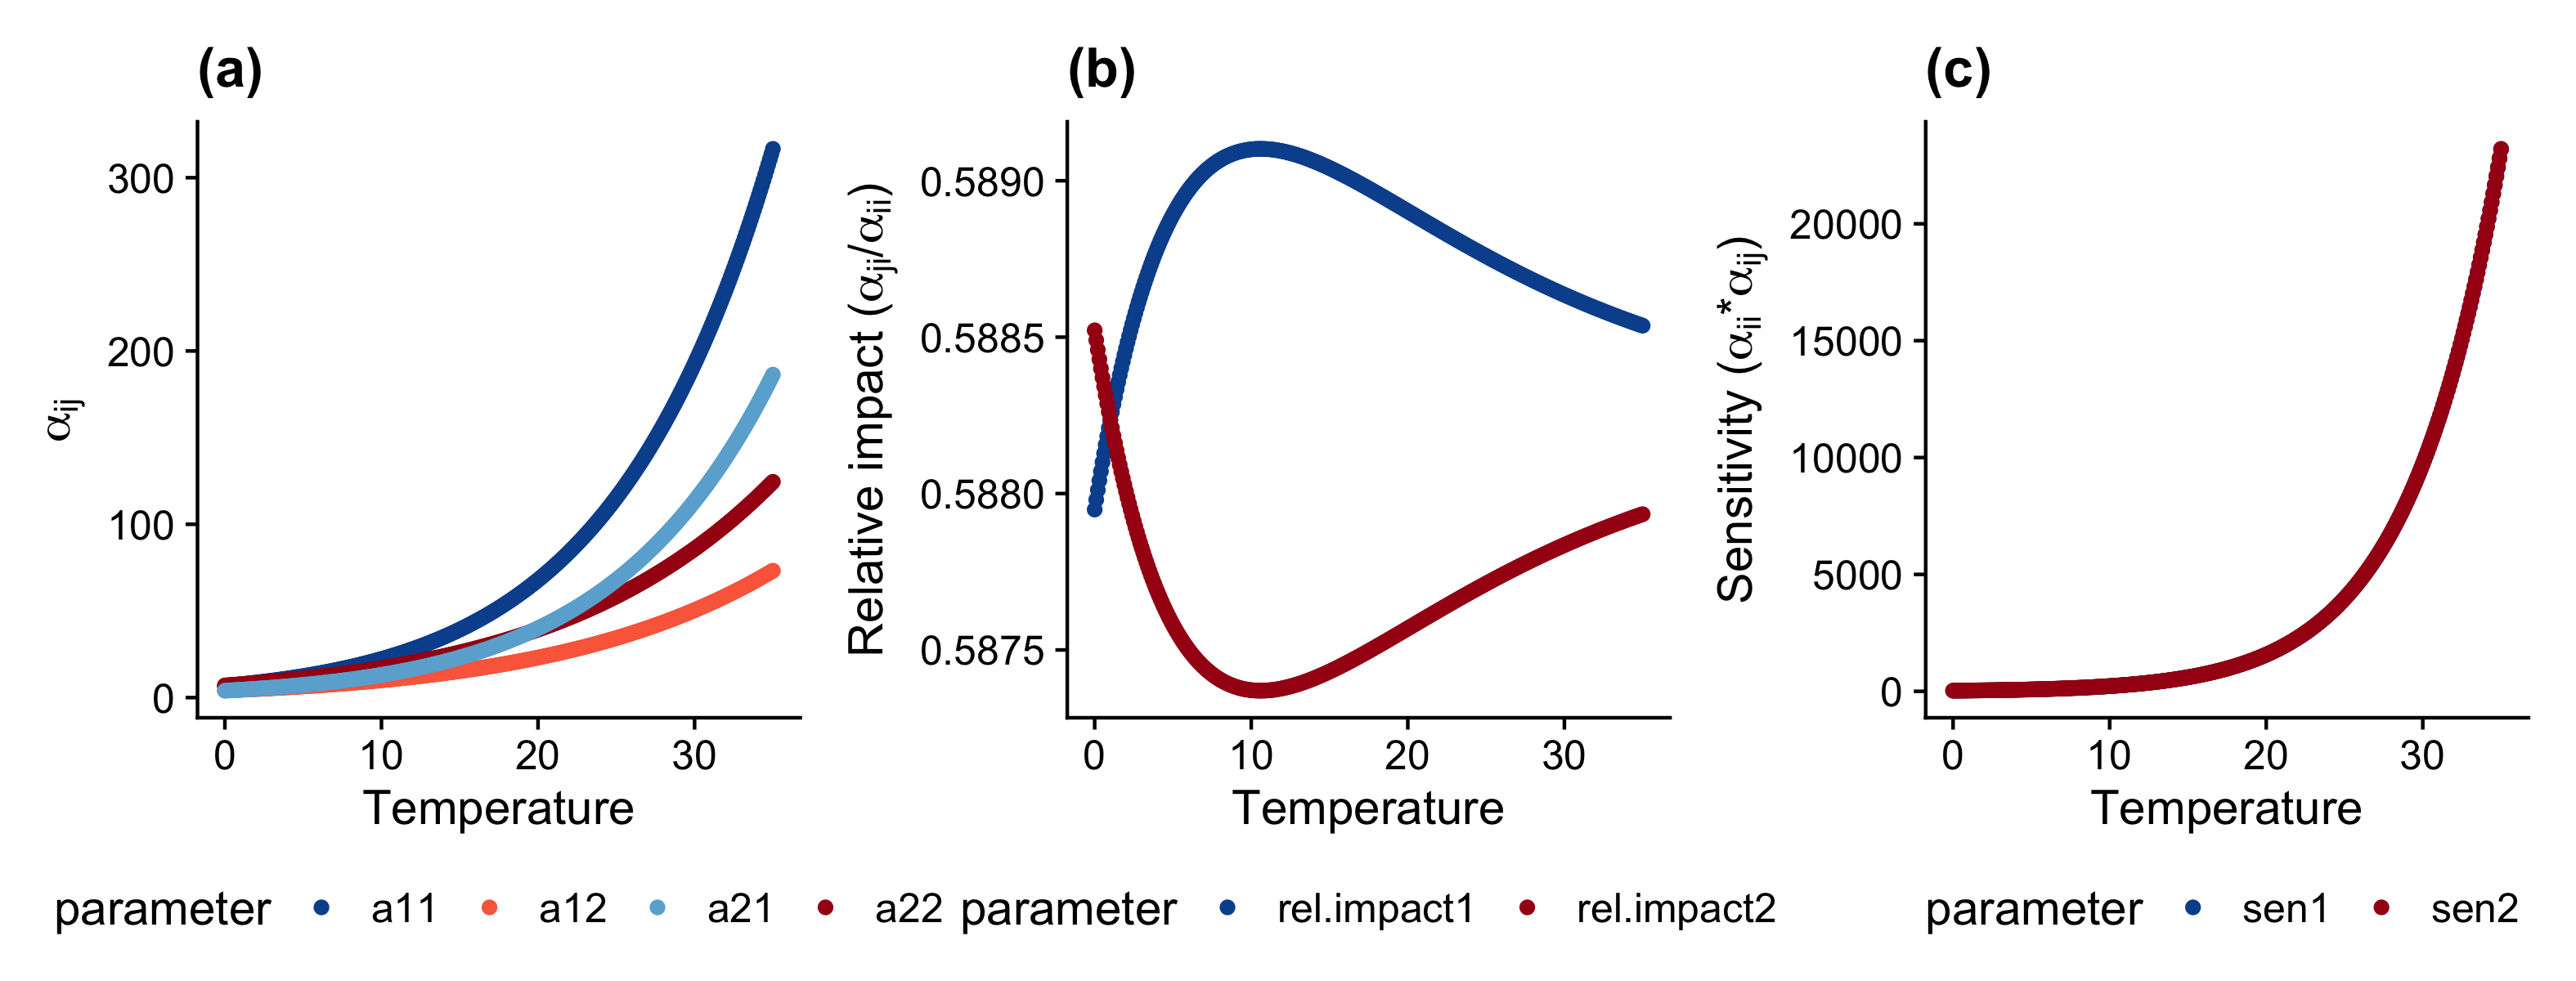 (a)
(b)
(c)
αij
300
200
100
0
0 10 20 30
Temperature
Relative impact (αji/αii)
0.5890
0.5885
0.5880
0.5875
0 10 20 30
Temperature
Sensitivity (αii*αij)
20000
15000
10000
5000
0
0 10 20 30
Temperature
parameter a11 a12 a21 a22
parameter rel.impact1 rel.impact2
parameter sen1 sen2